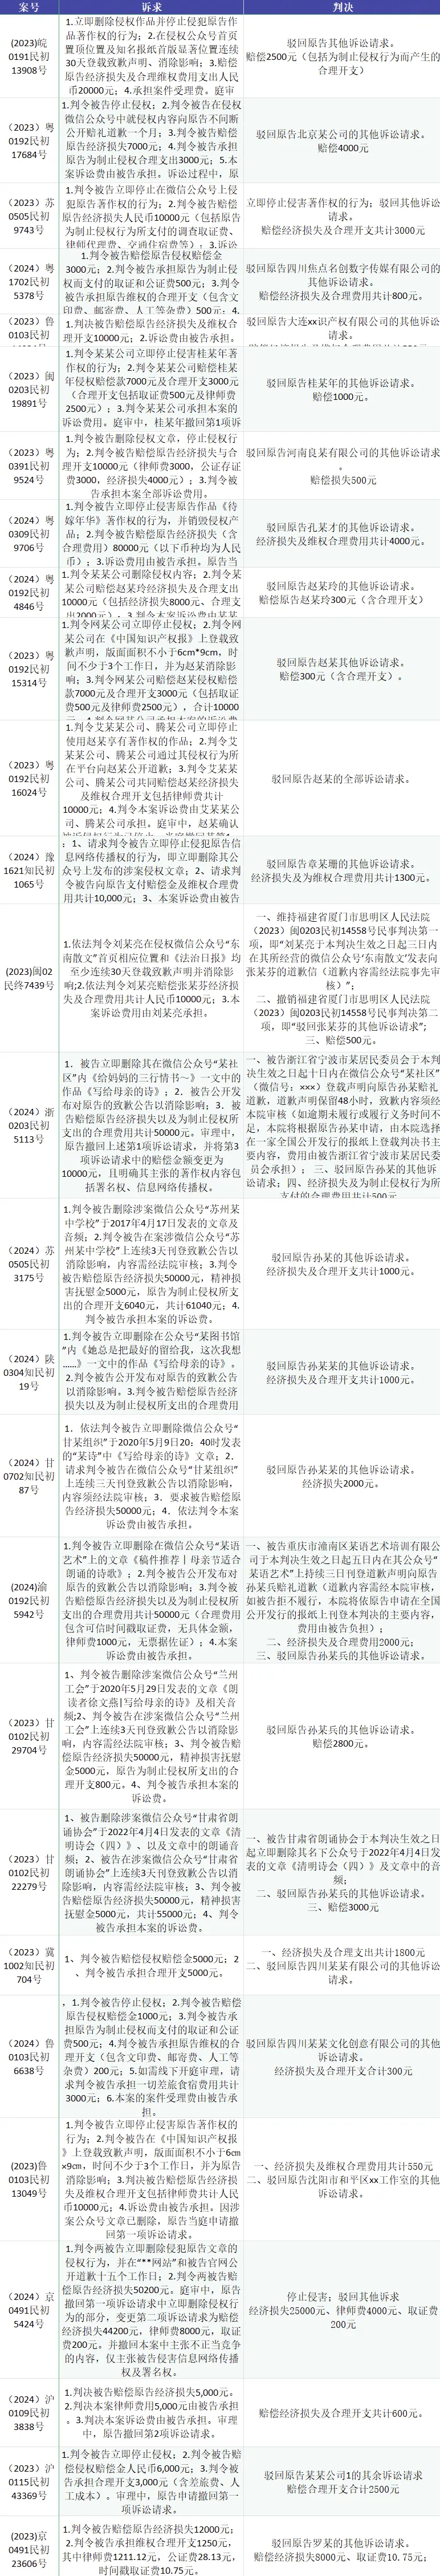 案号 诉求 判决
(2023)皖
0191民初
13908号
1.立即删除侵权作品并停止侵犯原告作
品著作权的行为；2.在侵权公众号首页
置顶位置及知名报纸首版显著位置连续
30天登载致歉声明、消除影响；3.赔偿
原告经济损失及合理维权费用支出人民
币20000元；4.承担案件受理费。庭审
驳回原告其他诉讼请求。
赔偿2500元（包括为制止侵权行为而产生的
合理开支）
（2023）粤
0192民初
17684号
1.判令被告停止侵权；2.判令被告在侵权
微信公众号中就侵权内容向原告不间断
公开赔礼道歉一个月；3.判令被告赔偿
原告经济损失7000元；4.判令被告承担
原告为制止侵权合理支出3000元；5.本
案诉讼费由被告承担。诉讼过程中，原
驳回原告北京某公司的其他诉讼请求。
赔偿4000元
（2023）苏
0505民初
9743号
1.判令被告立即停止在微信公众号上侵
犯原告著作权的行为；2.判令被告赔偿
原告经济损失人民币10000元（包括原告
为制止侵权行为所支付的调查取证费、
律师代理费、交通住宿费等）；3.诉讼
立即停止侵害著作权的行为；驳回其他诉讼
请求。
赔偿经济损失及合理开支共计3000元
（2024）粤
1702民初
5378号
1.判令被告赔偿原告侵权赔偿金
3000元；2.判令被告承担原告为制止侵
权而支付的取证和公证费500元；3.判令
被告承担原告维权的合理开支（包含文
印费、邮寄费、人工等杂费）500元；4.
驳回原告四川焦点名创数字传媒有限公司的
其他诉讼请求。
赔偿经济损失及合理费用共计800元。
（2023）鲁
0103民初
1.判决被告赔偿原告经济损失及维权合
理开支10000元；2.诉讼费由被告承担。
驳回原告大连xx识产权有限公司的其他诉讼
请求。
（2023）闽
0203民初
19891号
1.判令某某公司立即停止侵害桂某年著
作权的行为；2.判令某某公司赔偿桂某
年侵权赔偿款7000元及合理开支3000元
（合理开支包括取证费500元及律师费
2500元）；3.判令某某公司承担本案的
诉讼费用。庭审中，桂某年撤回第1项诉
驳回原告桂某年的其他诉讼请求。
赔偿1000元。
（2023）粤
0391民初
9524号
1.判令被告删除侵权文章，停止侵权行
为；2.判令被告赔偿原告经济损失与合
理开支10000元（律师费3000，公证存证
费3000，经济损失4000元）；3.判令被
告承担本案全部诉讼费用。
驳回原告河南良某有限公司的其他诉讼请求
。
赔偿损失500元
（2024）粤
0309民初
9706号
1.判令被告立即停止侵害原告作品《待
嫁年华》著作权的行为，并销毁侵权产
品；2.判令被告赔偿原告经济损失（含
合理费用）80000元（以下币种均为人民
币）；3.诉讼费用由被告承担。原告当
驳回原告孔某才的其他诉讼请求。
经济损失及维权合理费用共计4000元。
（2024）粤
0192民初
4846号
1.判令某某公司删除侵权内容；2.判令某
某公司赔偿赵某玲经济损失及合理支出
10000元（包括经济损失8000元、合理支
出2000元）；3.判令本案诉讼费由某某
驳回原告赵某玲的其他诉讼请求。
赔偿原告赵某玲300元（含合理开支）
（2023）粤
0192民初
15314号
1.判令网某公司立即停止侵权；2.判令网
某公司在《中国知识产权报》上登载致
歉声明，版面面积不小于6cm*9cm，时
间不少于3个工作日，并为赵某消除影
响；3.判令网某公司赔偿赵某侵权赔偿
款7000元及合理开支3000元（包括取证
费500元及律师费2500元），合计10000
驳回原告赵某其他诉讼请求。
赔偿300元（含合理开支）。
（2023）粤
0192民初
16024号
1.判令艾某某公司、腾某某公司立即停止
使用赵某享有著作权的作品；2.判令艾
某某公司、腾某某公司通过其侵权行为
所在平台向赵某公开道歉；3.判令艾某某
公司、腾某某公司共同赔偿赵某经济损失
及维权合理开支包括律师费共计
10000元；4.判令本案诉讼费由艾某某公
司、腾某公司承担。庭审中，赵某确认
驳回原告赵某的全部诉讼请求。
（2024）豫
1621民初
1065号
：1、请求判令被告立即停止侵犯原告信息
网络传播权的行为，即立即删除其公
众号上发布的涉案侵权文章；2、请求判
令被告向原告支付赔偿金及维权合理费
用共计10,000元；3、本案诉讼费由被告
驳回原告章某珊的其他诉讼请求。
经济损失及为维权合理费用共计1300元。
(2023)闽02
民终7439号
1.依法判令刘某亮在侵权微信公众号“东
南散文”首页相应位置和《法治日报》均
至少连续30天登载致歉声明并消除影
响；2.依法判令刘某亮赔偿张某芬经济损
失及合理费用共计人民币10000元；3.本
案诉讼费用由刘某亮承担。
一、维持福建省厦门市思明区人民法院
（2023）闽0203民初14558号民事判决第一
项，即“刘某亮于本判决生效之日起三日内
在其所经营的微信公众号‘东南散文’发表向
张某芬的道歉信（道歉内容需经法院事先审
核）”；
二、撤销福建省厦门市思明区人民法院
（2023）闽0203民初14558号民事判决第二
项，即“驳回张某芬的其他诉讼请求”；
三、赔偿500元。
（2024）浙
0203民初
5113号
1．被告立即删除其在微信公众号“某社
区”内《给妈妈的三行情书～》一文中的
作品《写给母亲的诗》；2．被告公开发
布对原告的致歉公告以消除影响；3．被
告赔偿原告经济损失以及为制止侵权所
支出的合理费用共计50000元。审理中，
原告撤回上述第1项诉讼请求，并将第3
项诉讼请求中的赔偿金额变更为
10000元，且明确其主张的著作权内容包
括署名权、信息网络传播权。
一、被告浙江省宁波市某居民委员会于本判
决生效之日起十日内在微信公众号“某社区”
（微信号：×××）登载声明向原告孙某赔礼
道歉，道歉声明保留48小时，致歉内容须经
本院审核（如逾期未履行或履行义务时间不
足，本院将根据原告孙某申请，由本院选择
在一家全国公开发行的报纸上登载判决书主
要内容，费用由被告浙江省宁波市某居民委
员会承担）；三、驳回原告孙某的其他诉
讼请求；四、经济损失及为制止侵权行为所
支付的合理费用共计500元
（2024）苏
0505民初
3175号
1.判令被告删除涉案微信公众号“苏州某
中学校”于2017年4月17日发表的文章及
音频；2.判令被告在案涉微信公众号“苏
州某中学校”上连续3天刊登致歉公告以
消除影响，内容需经法院审核；3.判令被
告赔偿原告经济损失50000元，精神损
害抚慰金5000元，原告为制止侵权所支
出的合理开支6040元，共计61040元；4.
判令被告承担本案的诉讼费。
驳回原告孙某的其他诉讼请求。
经济损失及合理开支共计1000元。
（2024）陕
0304知民初
19号
1.判令被告立即删除在公众号“某图书馆
”内《她总是把最好的留给我，这次我想
……》一文中的作品《写给母亲的诗》。
2.判令被告公开发布对原告的致歉公告
以消除影响。3.判令被告赔偿原告经济
损失以及为制止侵权所支出的合理费用
驳回原告孙某某的其他诉讼请求。
经济损失及合理开支共计1000元。
（2024）甘
0702知民初
87号
1．依法判令被告立即删除微信公众号“
甘某组织”于2020年5月9日20：40时发表
的“某诗”中《写给母亲的诗》文章；2．
请求判令被告在微信公众号“甘某组织”
上连续三天刊登致歉公告以消除影响，
内容须经法院审核；3．要求被告赔偿原
告经济损失50000元；4．依法判令本案
诉讼费由被告承担。
驳回原告孙某某的其他诉讼请求。
经济损失2000元。
(2024)渝
0192民初
5942号
1.判令被告立即删除在微信公众号“某语
艺术”上的文章《稿件推荐丨母亲节适合
朗诵的诗歌》；2.判令被告公开发布对
原告的致歉公告以消除影响；3.判令被
告赔偿原告经济损失以及为制止侵权所
支出的合理费用共计50000元（合理费用
包含可信时间戳取证费，无具体金额，
律师费1000元，无票据佐证）；4.本案
诉讼费由被告承担。
一、被告重庆市潼南区某语艺术培训有限公
司于本判决生效之日起五日内在其公众号“
某语艺术”上持续三日刊登道歉声明向原告
孙某兵赔礼道歉（道歉内容需经本院审核，
如被告拒不履行，本院将依原告申请在全国
公开发行的报纸上刊登本判决的主要内容，
费用由被告负担）；
二、经济损失及合理费用2000元；
三、驳回原告孙某兵的其他诉讼请求。
（2023）甘
0102民初
29704号
1、判令被告删除涉案微信公众号“兰州
工会”于2020年5月29日发表的文章《朗
读者徐文燕|写给母亲的诗》及相关音
频;2、判令被告在涉案微信公众号“兰州
工会”上连续3天刊登致歉公告以消除影
响，内容需经法院审核；3、判令被告赔
偿原告经济损失50000元，精神损害抚慰
金5000元，原告为制止侵权所支出的合
理开支800元。4、判令被告承担本案的
诉讼费。
驳回原告孙某兵的其他诉讼请求。
赔偿2800元。
（2023）甘
0102民初
22279号
1、被告删除涉案微信公众号“甘肃省朗
诵协会”于2022年4月4日发表的文章《清
明诗会（四）》、以及文章中的朗诵音
频；2、被告在涉案微信公众号“甘肃省
朗诵协会”上连续3天刊登致歉公告以消
除影响，内容需经法院审核；3、判令被
告赔偿原告经济损失50000元，精神损害
抚慰金5000元，共计55000元；4、判令
被告承担本案的诉讼费。
一、被告甘肃省朗诵协会于本判决生效之日
起立即删除其名下公众号于2022年4月4日发
表的文章《清明诗会（四）》及文章中的音
频；
二、驳回原告孙某兵的其他诉讼请求。
三、赔偿3000元
（2023）冀
1002知民初
704号
1、判令被告赔偿侵权赔偿金5000元；2
、判令被告承担合理开支5000元。
一、经济损失及合理支出共计1800元
二、驳回原告四川某某有限公司的其他诉讼
请求。
（2024）鲁
0103民初
6638号
，1.判令被告停止侵权；2.判令被告赔偿
原告侵权赔偿金1000元；3.判令被告承
担原告为制止侵权而支付的取证和公证
费500元；4.判令被告承担原告维权的合
理开支（包含文印费、邮寄费、人工等
杂费）200元；5.如需线下开庭审理，请
求判令被告承担一切差旅食宿费用共计
3000元；6.本案的案件受理费由被告承
担。
驳回原告四川某某文化创意有限公司的其他
诉讼请求。
经济损失及合理开支合计300元
(2023)鲁
0103民初
13049号
1.判令被告立即停止侵害原告著作权的
行为；2.判令被告在《中国知识产权报
》上登载致歉声明，版面面积不小于6㎝
×9㎝，时间不少于3个工作日，并为原告
消除影响；3.判决被告赔偿原告经济损失
及维权合理开支包括律师费共计人民
币10000元；4.诉讼费由被告承担。因涉
案公众号文章已删除，原告当庭申请撤
回第一项诉讼请求。
一、经济损失及维权合理费用共计550元
二、驳回原告沈阳市和平区xx工作室的其他
诉讼请求。
（2024）京
0491民初
5424号
1.判令两被告立即删除侵犯原告文章的
侵权行为，并在“**网站”和被告官网公
开道歉十五个工作日；2.判令两被告赔
偿原告经济损失50200元。庭审中，原告
撤回第一项诉讼请求中立即删除侵权行
为的部分，变更第二项诉讼请求为赔偿
经济损失44200元，律师费8000元，取证
费200元。并撤回本案中主张不正当竞争
的内容，仅主张被告侵害信息网络传播
权及署名权。
停止侵害；驳回其他诉求
经济损失25000元、律师费4000元、取证费
200元
（2024）沪
0109民初
3838号
1.判决被告赔偿原告经济损失5,000元。
2.判决本案律师费用5,000元由被告承担
。3.判决本案诉讼费由被告承担。审理
中，原告撤回第2项诉讼请求。
赔偿经济损失及合理开支共计600元。
（2023）沪
0115民初
43369号
1.判令被告立即停止侵权；2.判令被告赔
偿侵权赔偿金人民币6,000元；3.判令被
告承担合理开支3,000元（含差旅费、人
工成本）。审理中，原告申请撤回第一
项诉讼请求。
驳回原告某某公司1的其余诉讼请求
赔偿合理开支合计2500元
(2023)京
0491民初
23606号
1.判令被告赔偿原告经济损失12000元；
2.判令被告承担维权合理开支1250元，
其中律师费1211.12元，公证费28.13元，
时间戳取证费10.75元。
驳回原告罗某的其他诉讼请求。
赔偿经济损失8000元、取证费10.75元；